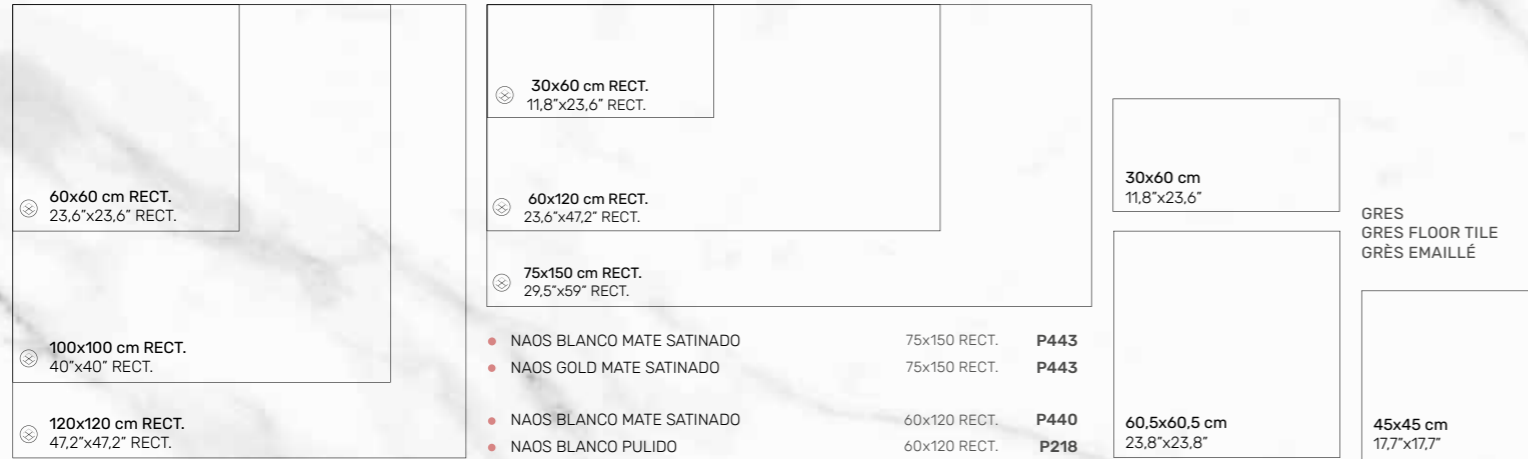 60x60 cm RECT.
23,6”x23,6” RECT.
100x100 cm RECT.
40”x40” RECT.
120x120 cm RECT.
47,2”x47,2” RECT.
30x60 cm RECT.
11,8”x23,6” RECT.
60x120 cm RECT.
23,6”x47,2” RECT.
75x150 cm RECT.
29,5”x59” RECT.
NAOS BLANCO MATE SATINADO 75x150 RECT. P443
NAOS GOLD MATE SATINADO 75x150 RECT. P443
NAOS BLANCO MATE SATINADO 60x120 RECT. P440
NAOS BLANCO PULIDO 60x120 RECT. P218
30x60 cm
11,8”x23,6”
60,5x60,5 cm
23,8”x23,8”
GRES
GRES FLOOR TILE
GRÈS EMAILLÉ
45x45 cm
17,7”x17,7”